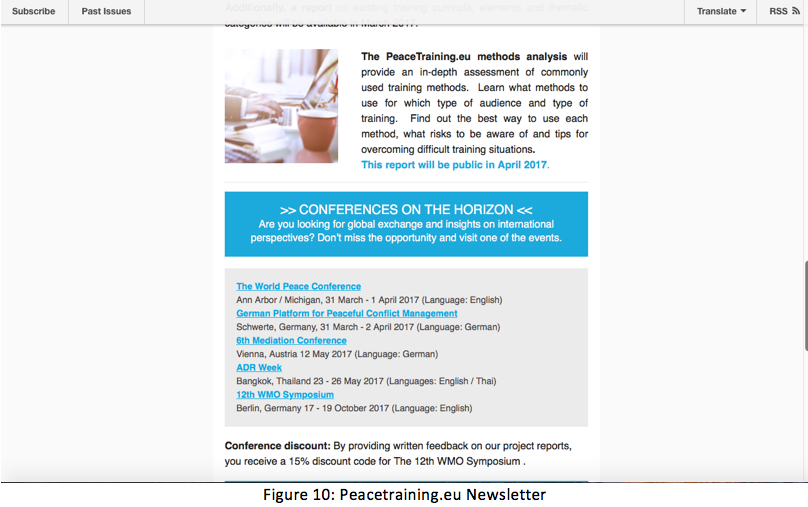 Subscribe
Past Issues
Translate
RSS
Additionally, a report on existing training curricula, elements and thematic
categories will be available in March 2017.
The PeaceTraining.eu methods analysis will
provide an in-depth assessment of commonly
used training methods. Learn what methods to
use for which type of audience and type of
training. Find out the best way to use each
method, what risks to be aware of and tips for
overcoming difficult training situations.
This report will be public in April 2017.
>> CONFERENCES ON THE HORIZON <<
Are you looking for global exchange and insights on international
perspectives? Don't miss the opportunity and visit one of the events.
The World Peace Conference
Ann Arbor / Michigan, 31 March - 1 April 2017 (Language: English)
German Platform for Peaceful Conflict Management
Schwerte, Germany, 31 March - 2 April 2017 (Language: German)
6th Mediation Conference
Vienna, Austria 12 May 2017 (Language: German)
ADR Week
Bangkok, Thailand 23 - 26 May 2017 (Languages: English / Thai)
12th WMO Symposium
Berlin, Germany 17 - 19 October 2017 (Language: English)
Conference discount: By providing written feedback on our project reports,
you receive a 15% discount code for The 12th WMO Symposium .
Figure 10: Peacetraining.eu Newsletter